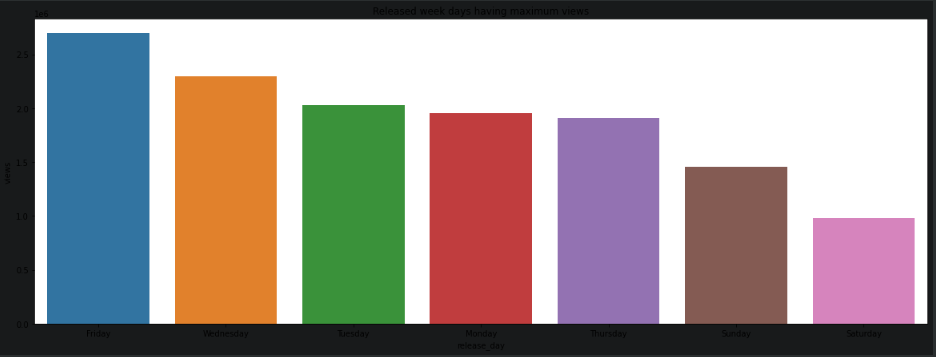 Released week days having maximum views
1e6
2.5
2.0
1.5
1.0
0.5
0.0
views
Friday
Wednesday
Tuesday
Monday
Thursday
Sunday
Saturday
release_day